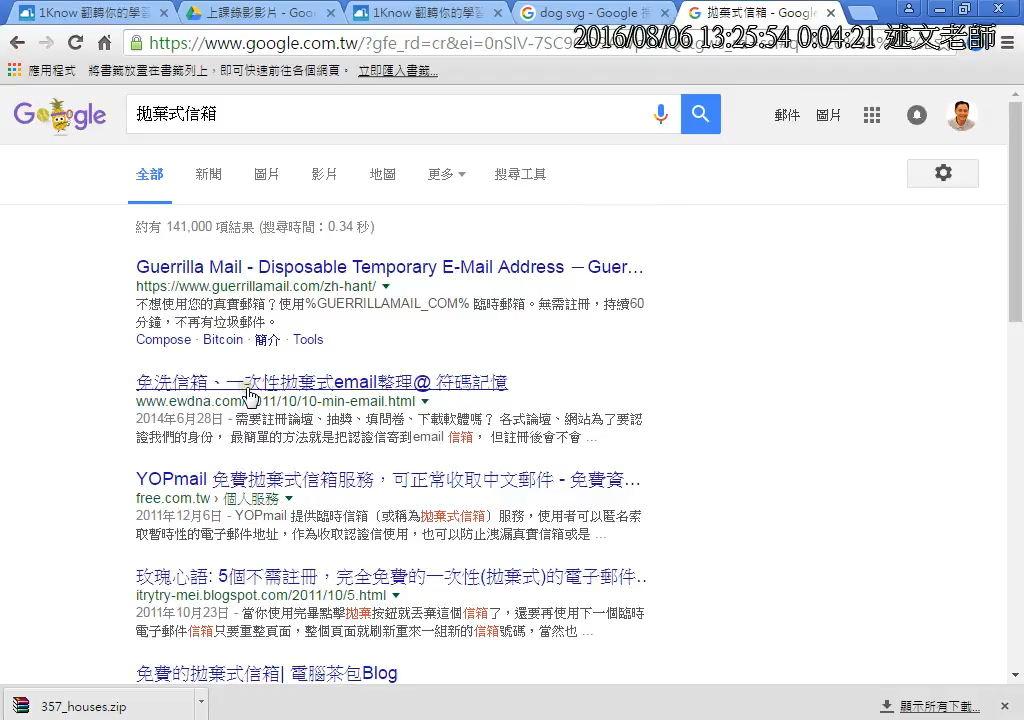 1Know 翻轉你的學習
上課錄影影片 - Goo
1Know 翻轉你的學習
dog svg - Google 搜
拋棄式信箱 - Google
https://www.google.com.tw/?gfe_rd=cr&ei=0nSlV-7SC9
2016/08/06 13:25:54 0:04:21 述文老師
應用程式 將書籤放置在書籤列上，即可快速前往各個網頁。 立即匯入書籤...
Google
拋棄式信箱
郵件 圖片
全部 新聞 圖片 影片 地圖 更多 搜尋工具
約有 141,000 項結果 (搜尋時間：0.34 秒)
Guerrilla Mail - Disposable Temporary E-Mail Address －Guer...
https://www.guerrillamail.com/zh-hant/
不想使用您的真實郵箱？使用%GUERRILLAMAIL_COM% 臨時郵箱。無需註冊，持續60
分鐘，不再有垃圾郵件。
Compose · Bitcoin · 簡介 · Tools
免洗信箱、一次性拋棄式email整理@ 符碼記憶
www.ewdna.com/2011/10/10-min-email.html
2014年6月28日 - 需要註冊論壇、抽獎、填問卷、下載軟體嗎？ 各式論壇、網站為了要認
證我們的身份， 最簡單的方法就是把認證信寄到email 信箱， 但註冊後會不會 ...
YOPmail 免費拋棄式信箱服務，可正常收取中文郵件 - 免費資...
free.com.tw › 個人服務
2011年12月6日 - YOPmail 提供臨時信箱（或稱為拋棄式信箱）服務，使用者可以匿名索
取暫時性的電子郵件地址，作為收取認證信使用，也可以防止洩漏真實信箱或是 ...
玫瑰心語: 5個不需註冊，完全免費的一次性(拋棄式)的電子郵件...
itrytry-mei.blogspot.com/2011/10/5.html
2011年10月23日 - 當你使用完畢點擊拋棄按鈕就丟棄這個信箱了，還要再使用下一個臨時
電子郵件信箱只要重整頁面，整個頁面就刷新重來一組新的信箱號碼，當然也 ...
免費的拋棄式信箱| 電腦茶包Blog
357_houses.zip
顯示所有下載...